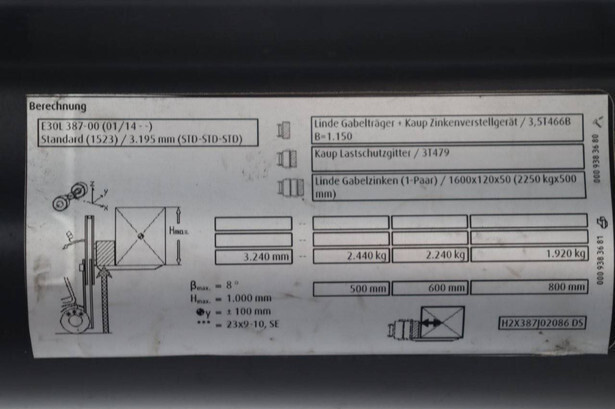 Berechnung
E30L 387-00 (01/14 - -)
Standard (1523) / 3.195 mm (STD-STD-STD)
Linde Gabelträger + Kaup Zinkenverstellgerät / 3,5T466B
B=1.150
Kaup Lastschutzgitter / 3T479
Linde Gabelzinken (1-Paar) / 1600x120x50 (2250 kgx500
mm)
000 938 36 80
z
y
x
β
Hmax.
3.240 mm -- 2.440 kg 2.240 kg 1.920 kg
500 mm 600 mm 800 mm
000 938 36 81
βmax. = 8 °
Hmax. = 1.000 mm
y = ± 100 mm
*** = 23x9-10, SE
H2X387J02086 DS